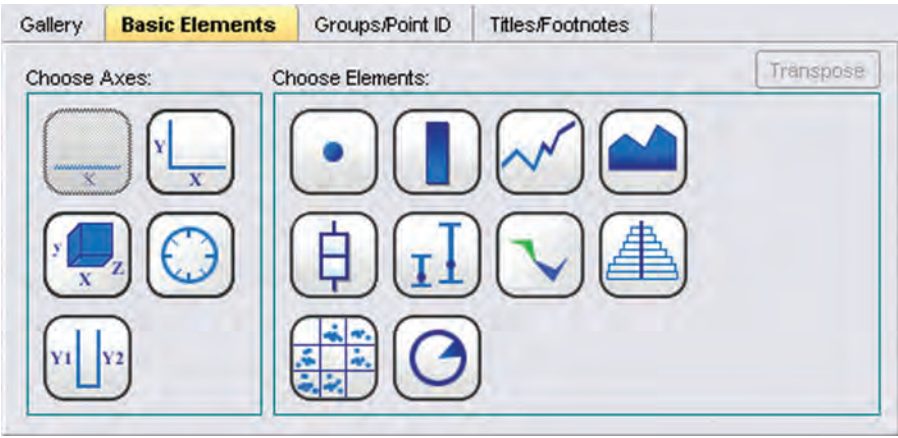 Gallery Basic Elements Groups/Point ID Titles/Footnotes
Choose Axes: Choose Elements: Transpose
X
Y
X
y
X
Z
Y1 Y2